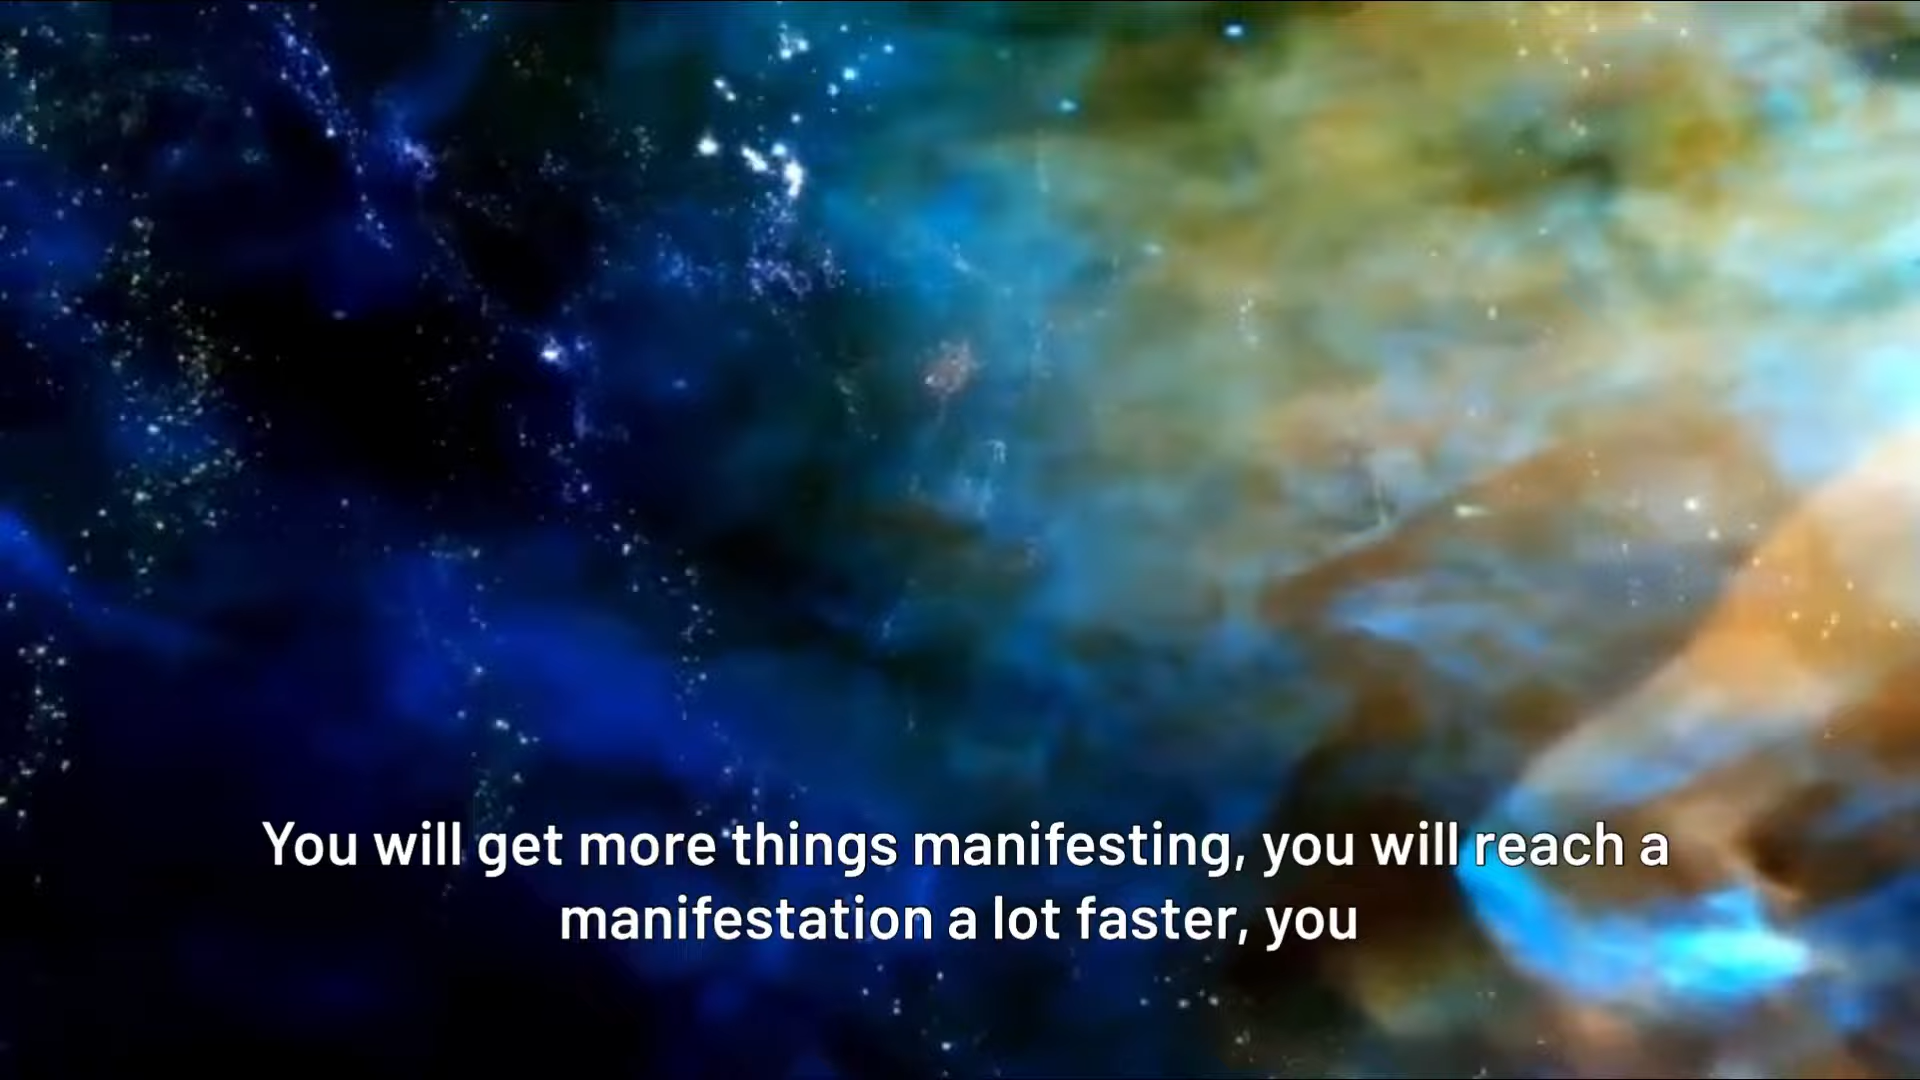 You will get more things manifesting, you will reach a
manifestation a lot faster, you